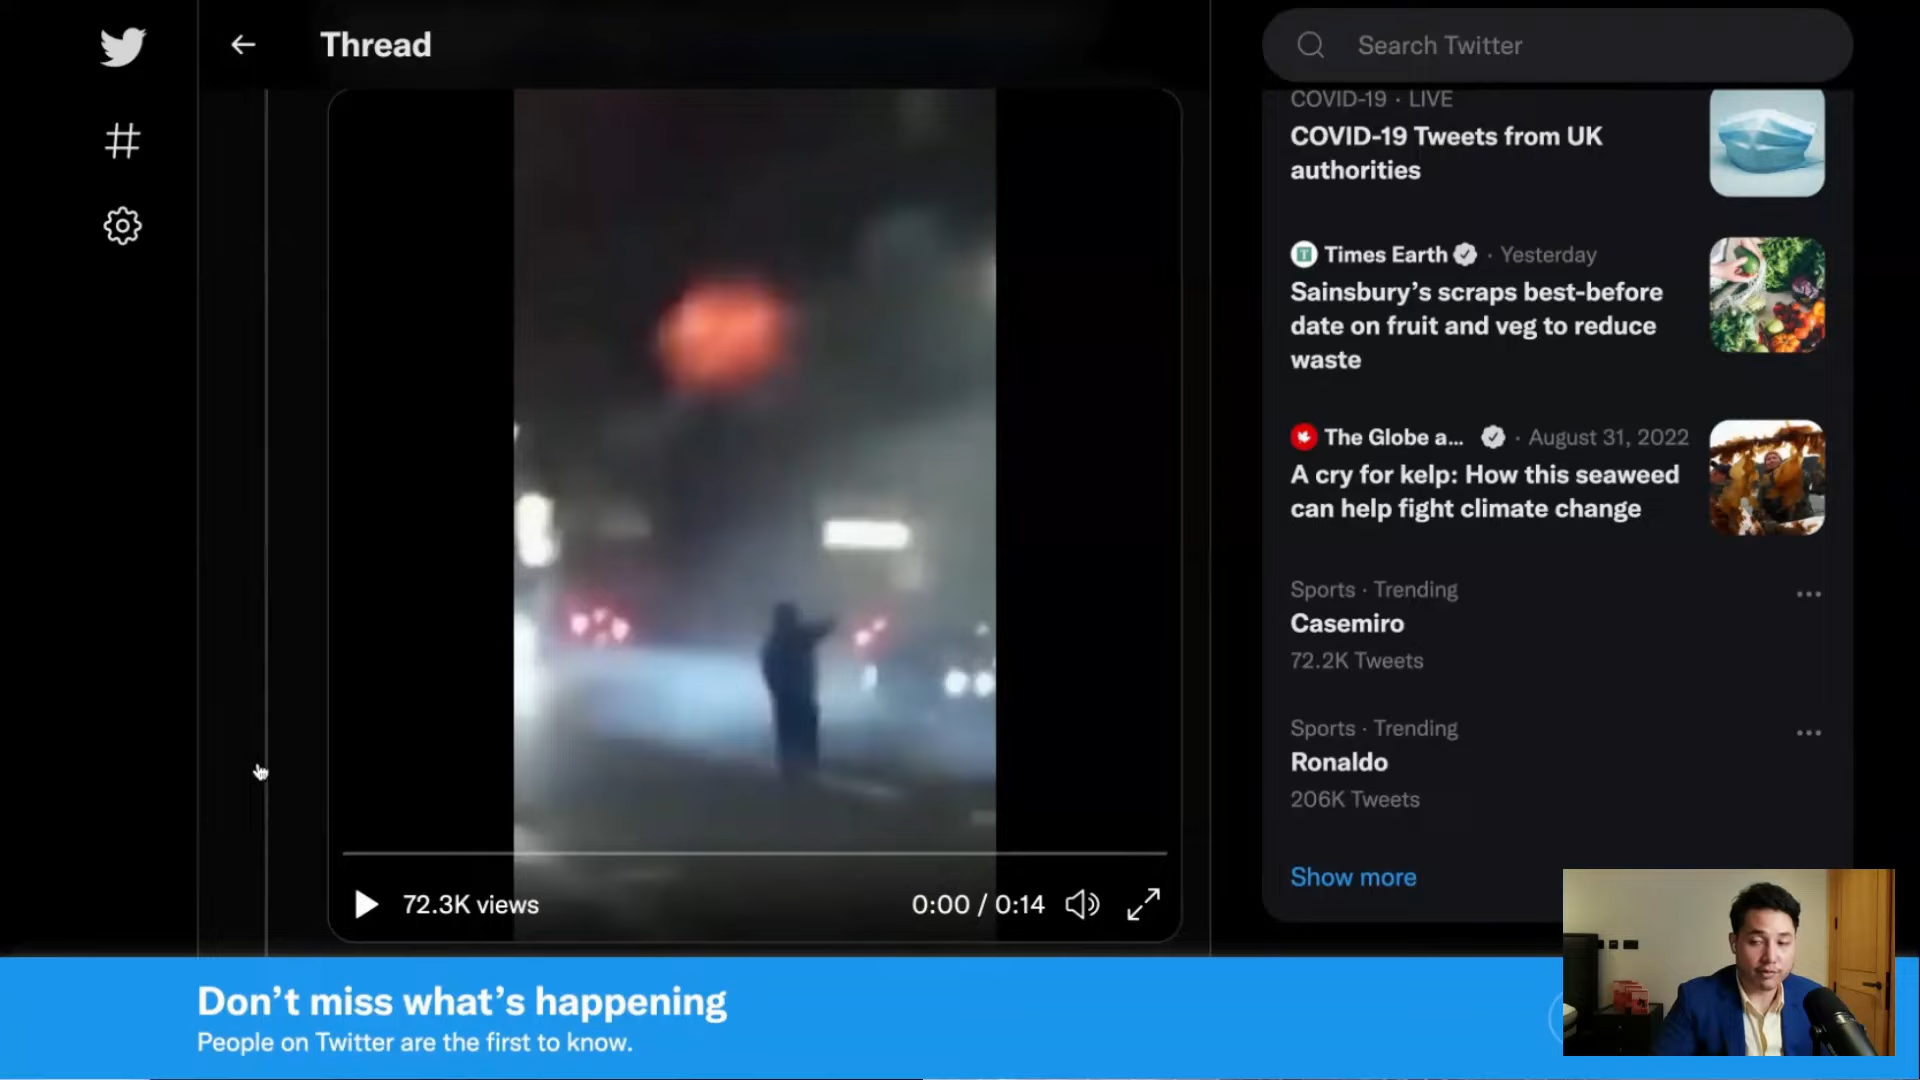 Thread
Search Twitter
COVID-19 · LIVE
COVID-19 Tweets from UK
authorities
Times Earth · Yesterday
Sainsbury’s scraps best-before
date on fruit and veg to reduce
waste
The Globe a... · August 31, 2022
A cry for kelp: How this seaweed
can help fight climate change
Sports · Trending
Casemiro
72.2K Tweets
Sports · Trending
Ronaldo
206K Tweets
Show more
72.3K views
0:00 / 0:14
Don’t miss what’s happening
People on Twitter are the first to know.